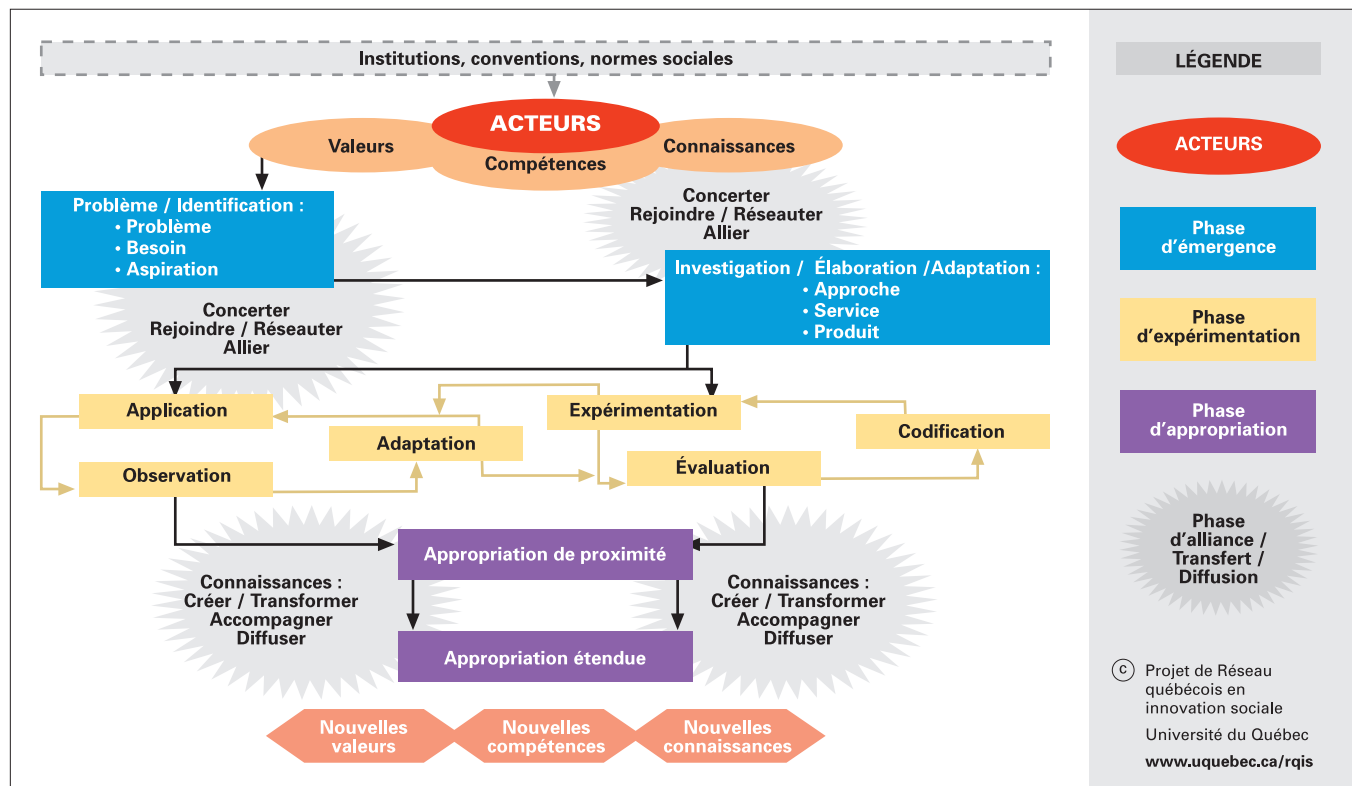 Institutions, conventions, normes sociales
ACTEURS
Valeurs
Compétences
Connaissances
Problème / Identification :
• Problème
• Besoin
• Aspiration
Concerter
Rejoindre / Réseauter
Allier
Investigation / Élaboration /Adaptation :
• Approche
• Service
• Produit
Concerter
Rejoindre / Réseauter
Allier
Application
Expérimentation
Adaptation
Codification
Observation
Évaluation
Appropriation de proximité
Connaissances :
Créer / Transformer
Accompagner
Diffuser
Connaissances :
Créer / Transformer
Accompagner
Diffuser
Appropriation étendue
Nouvelles
valeurs
Nouvelles
compétences
Nouvelles
connaissances
LÉGENDE
ACTEURS
Phase
d'émergence
Phase
d'expérimentation
Phase
d'appropriation
Phase
d'alliance /
Transfert /
Diffusion
© Projet de Réseau
québécois en
innovation sociale
Université du Québec
www.uquebec.ca/rqis